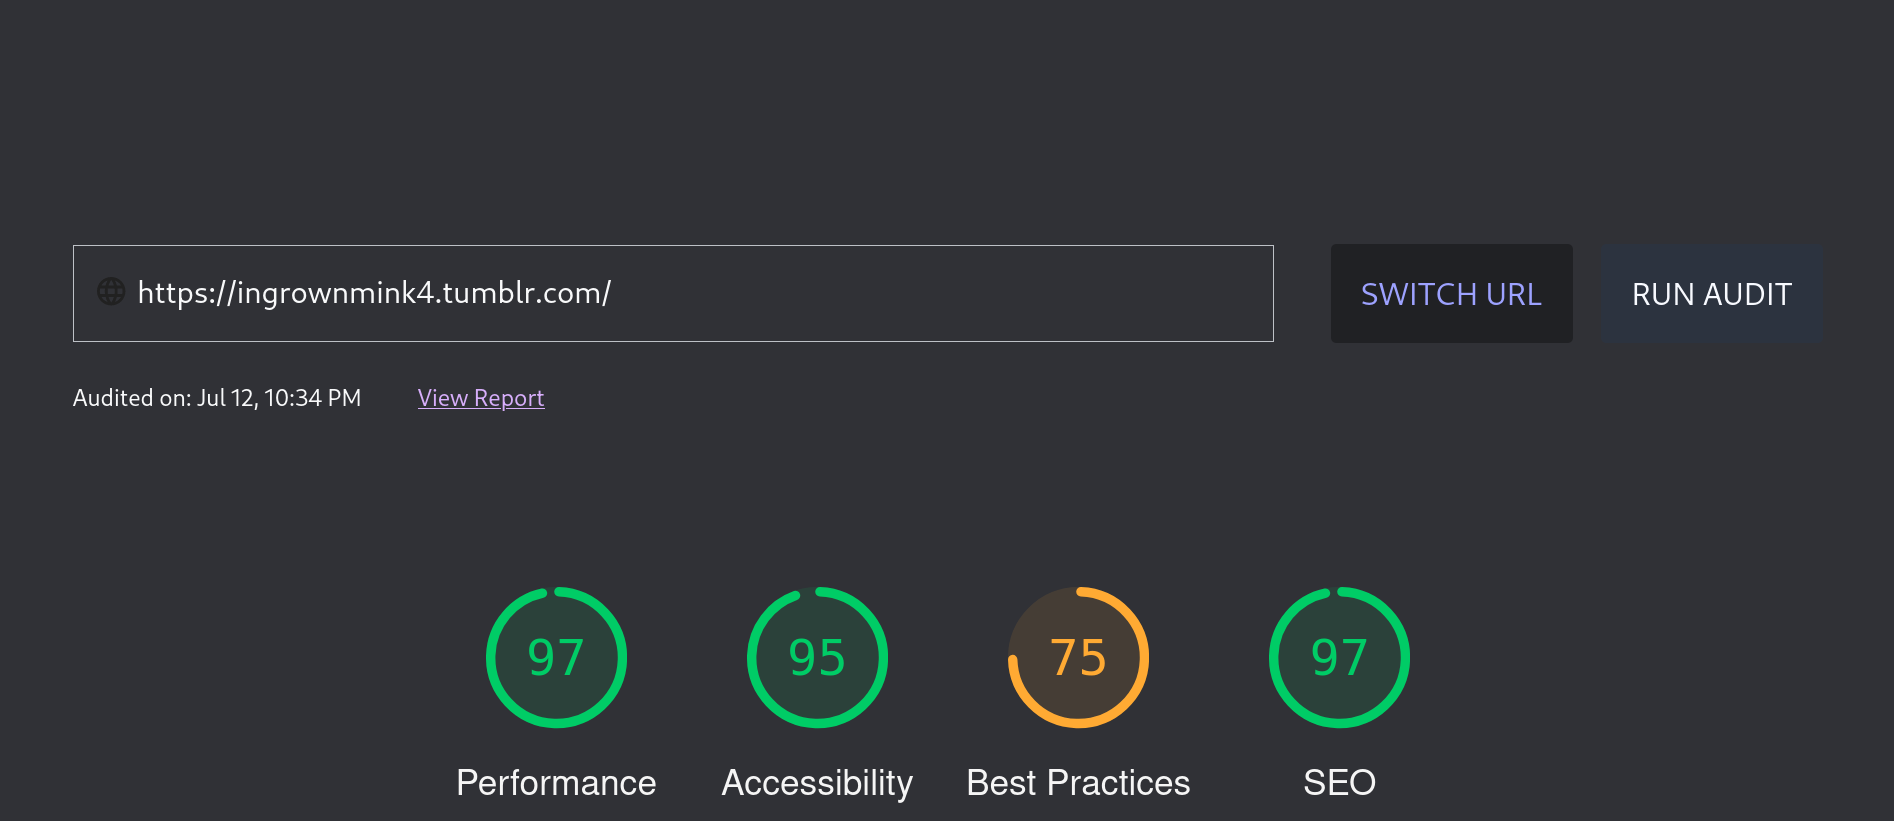 https://ingrownmink4.tumblr.com/
SWITCH URL
RUN AUDIT
Audited on: Jul 12, 10:34 PM
View Report
97
95
75
97
Performance
Accessibility
Best Practices
SEO